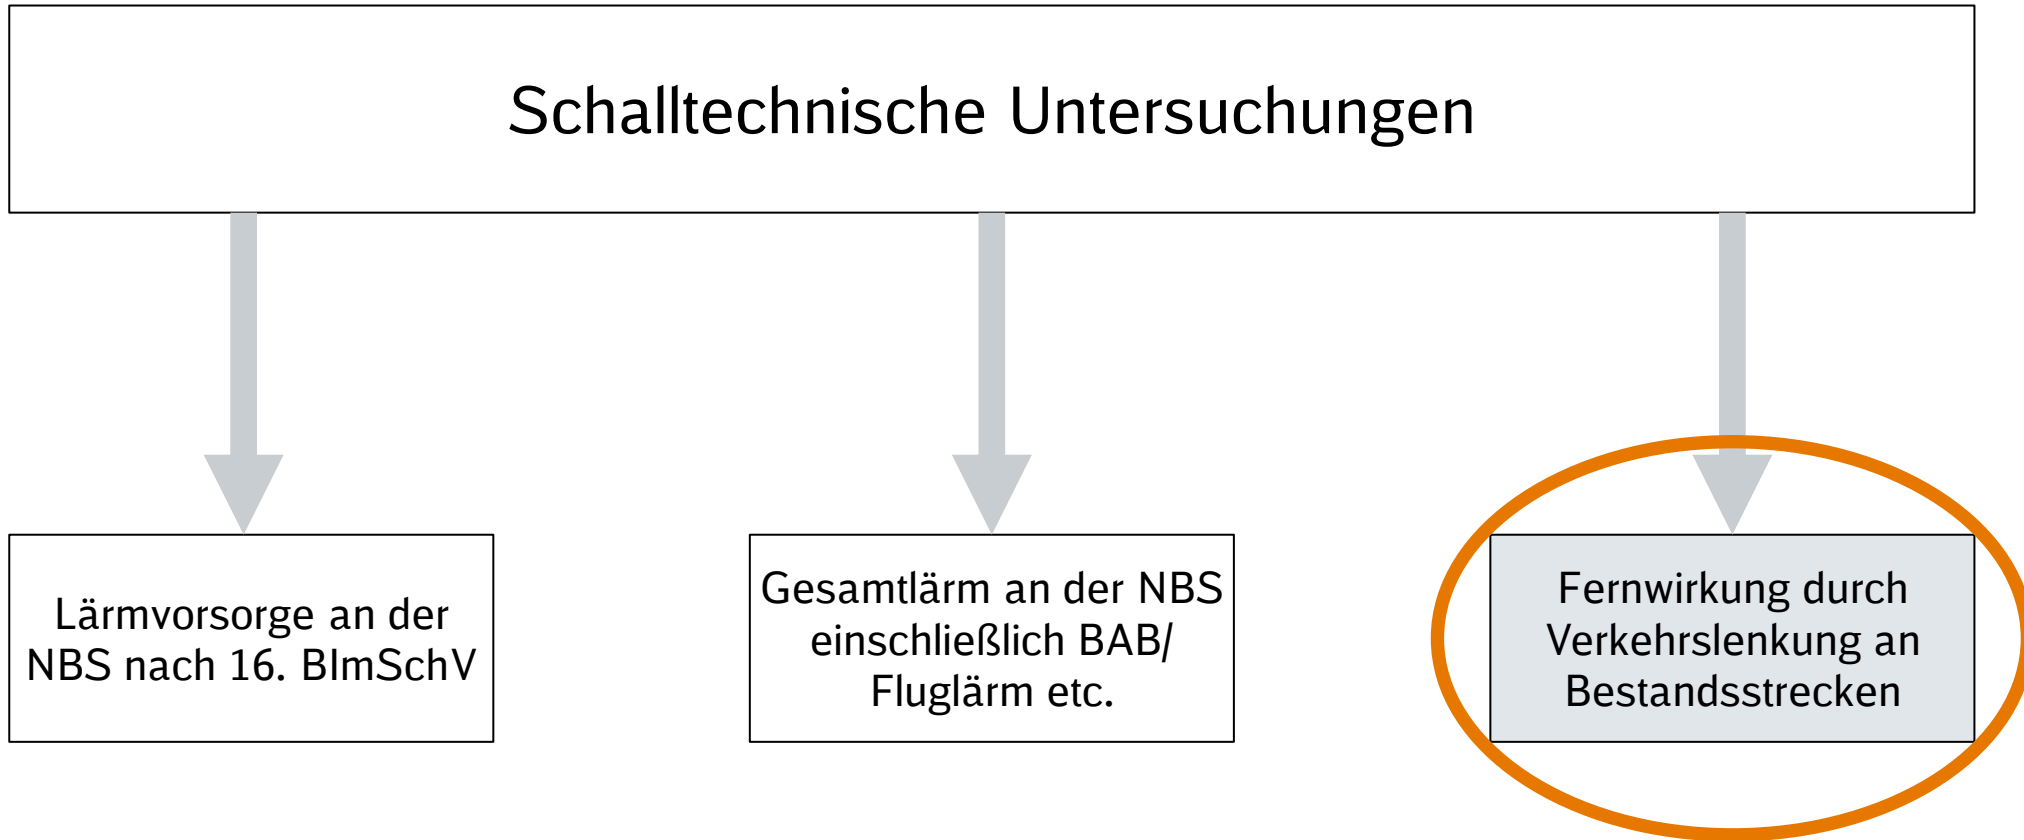 Schalltechnische Untersuchungen
Lärmvorsorge an der
NBS nach 16. BImSchV
Gesamtlärm an der NBS
einschließlich BAB/
Fluglärm etc.
Fernwirkung durch
Verkehrslenkung an
Bestandsstrecken